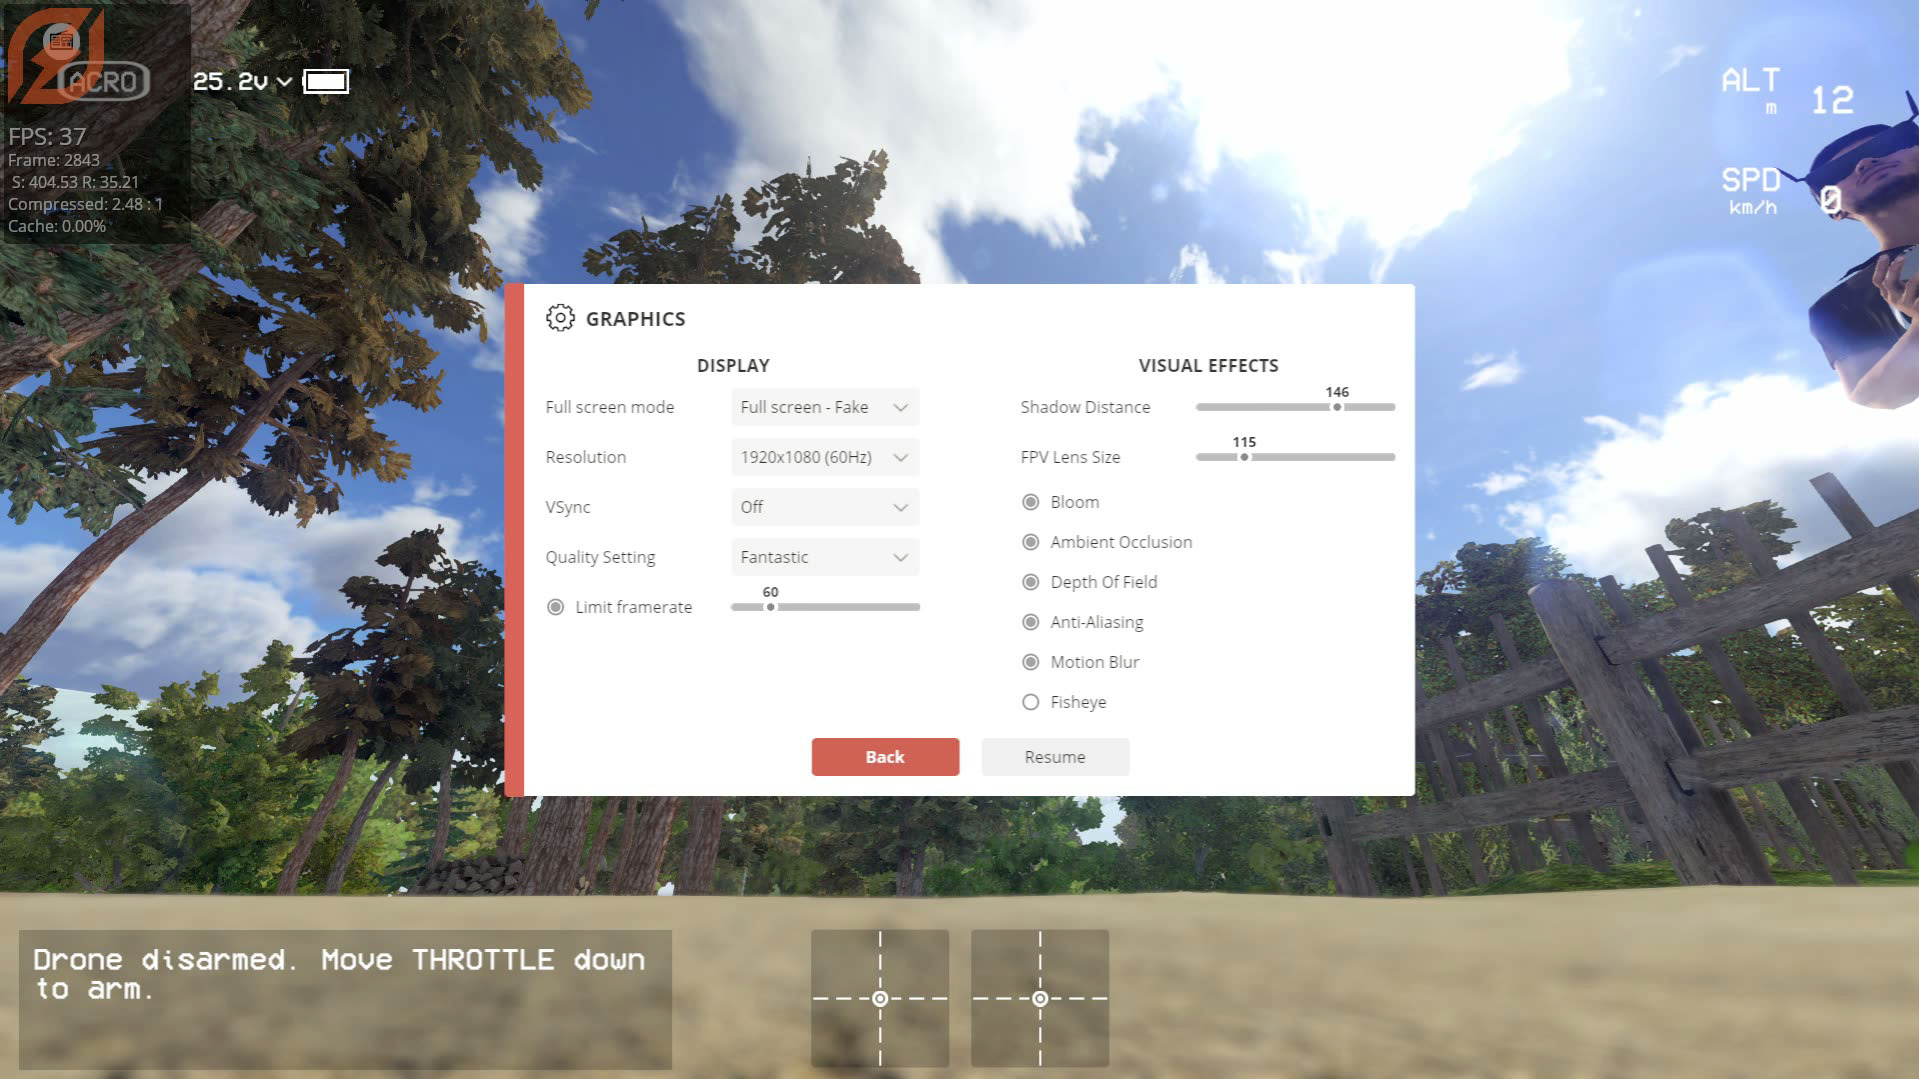 ACRO
25.2v
FPS: 37
Frame: 2843
S: 404.53 R: 35.21
Compressed: 2.48 : 1
Cache: 0.00%
ALT
m
12
SPD
km/h
0
GRAPHICS
DISPLAY
Full screen mode
Full screen - Fake
Resolution
1920x1080 (60Hz)
VSync
Off
Quality Setting
Fantastic
60
Limit framerate
VISUAL EFFECTS
146
Shadow Distance
115
FPV Lens Size
Bloom
Ambient Occlusion
Depth Of Field
Anti-Aliasing
Motion Blur
Fisheye
Back
Resume
Drone disarmed. Move THROTTLE down
to arm.